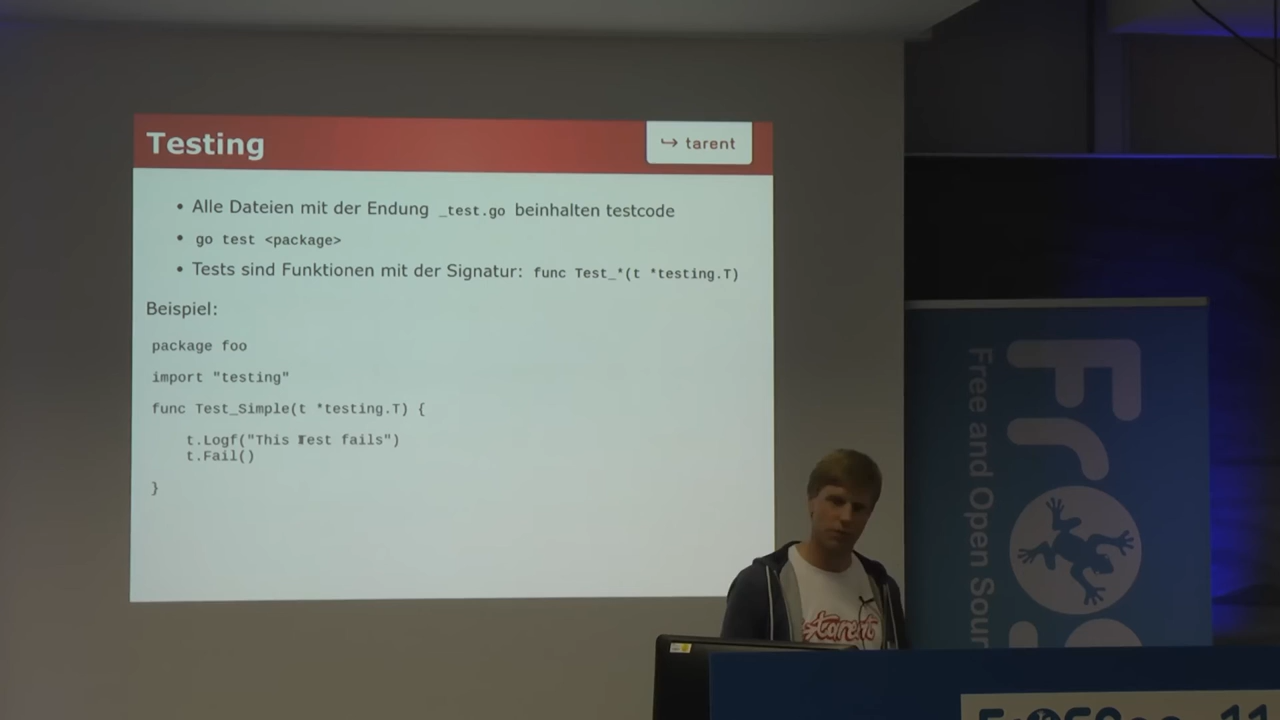 Testing
↪ tarent
• Alle Dateien mit der Endung _test.go beinhalten testcode
• go test <package>
• Tests sind Funktionen mit der Signatur: func Test_*(t *testing.T)
Beispiel:
package foo
import "testing"
func Test_Simple(t *testing.T) {
t.Logf("This Test fails")
t.Fail()
}
tarent
Free and Open Sour